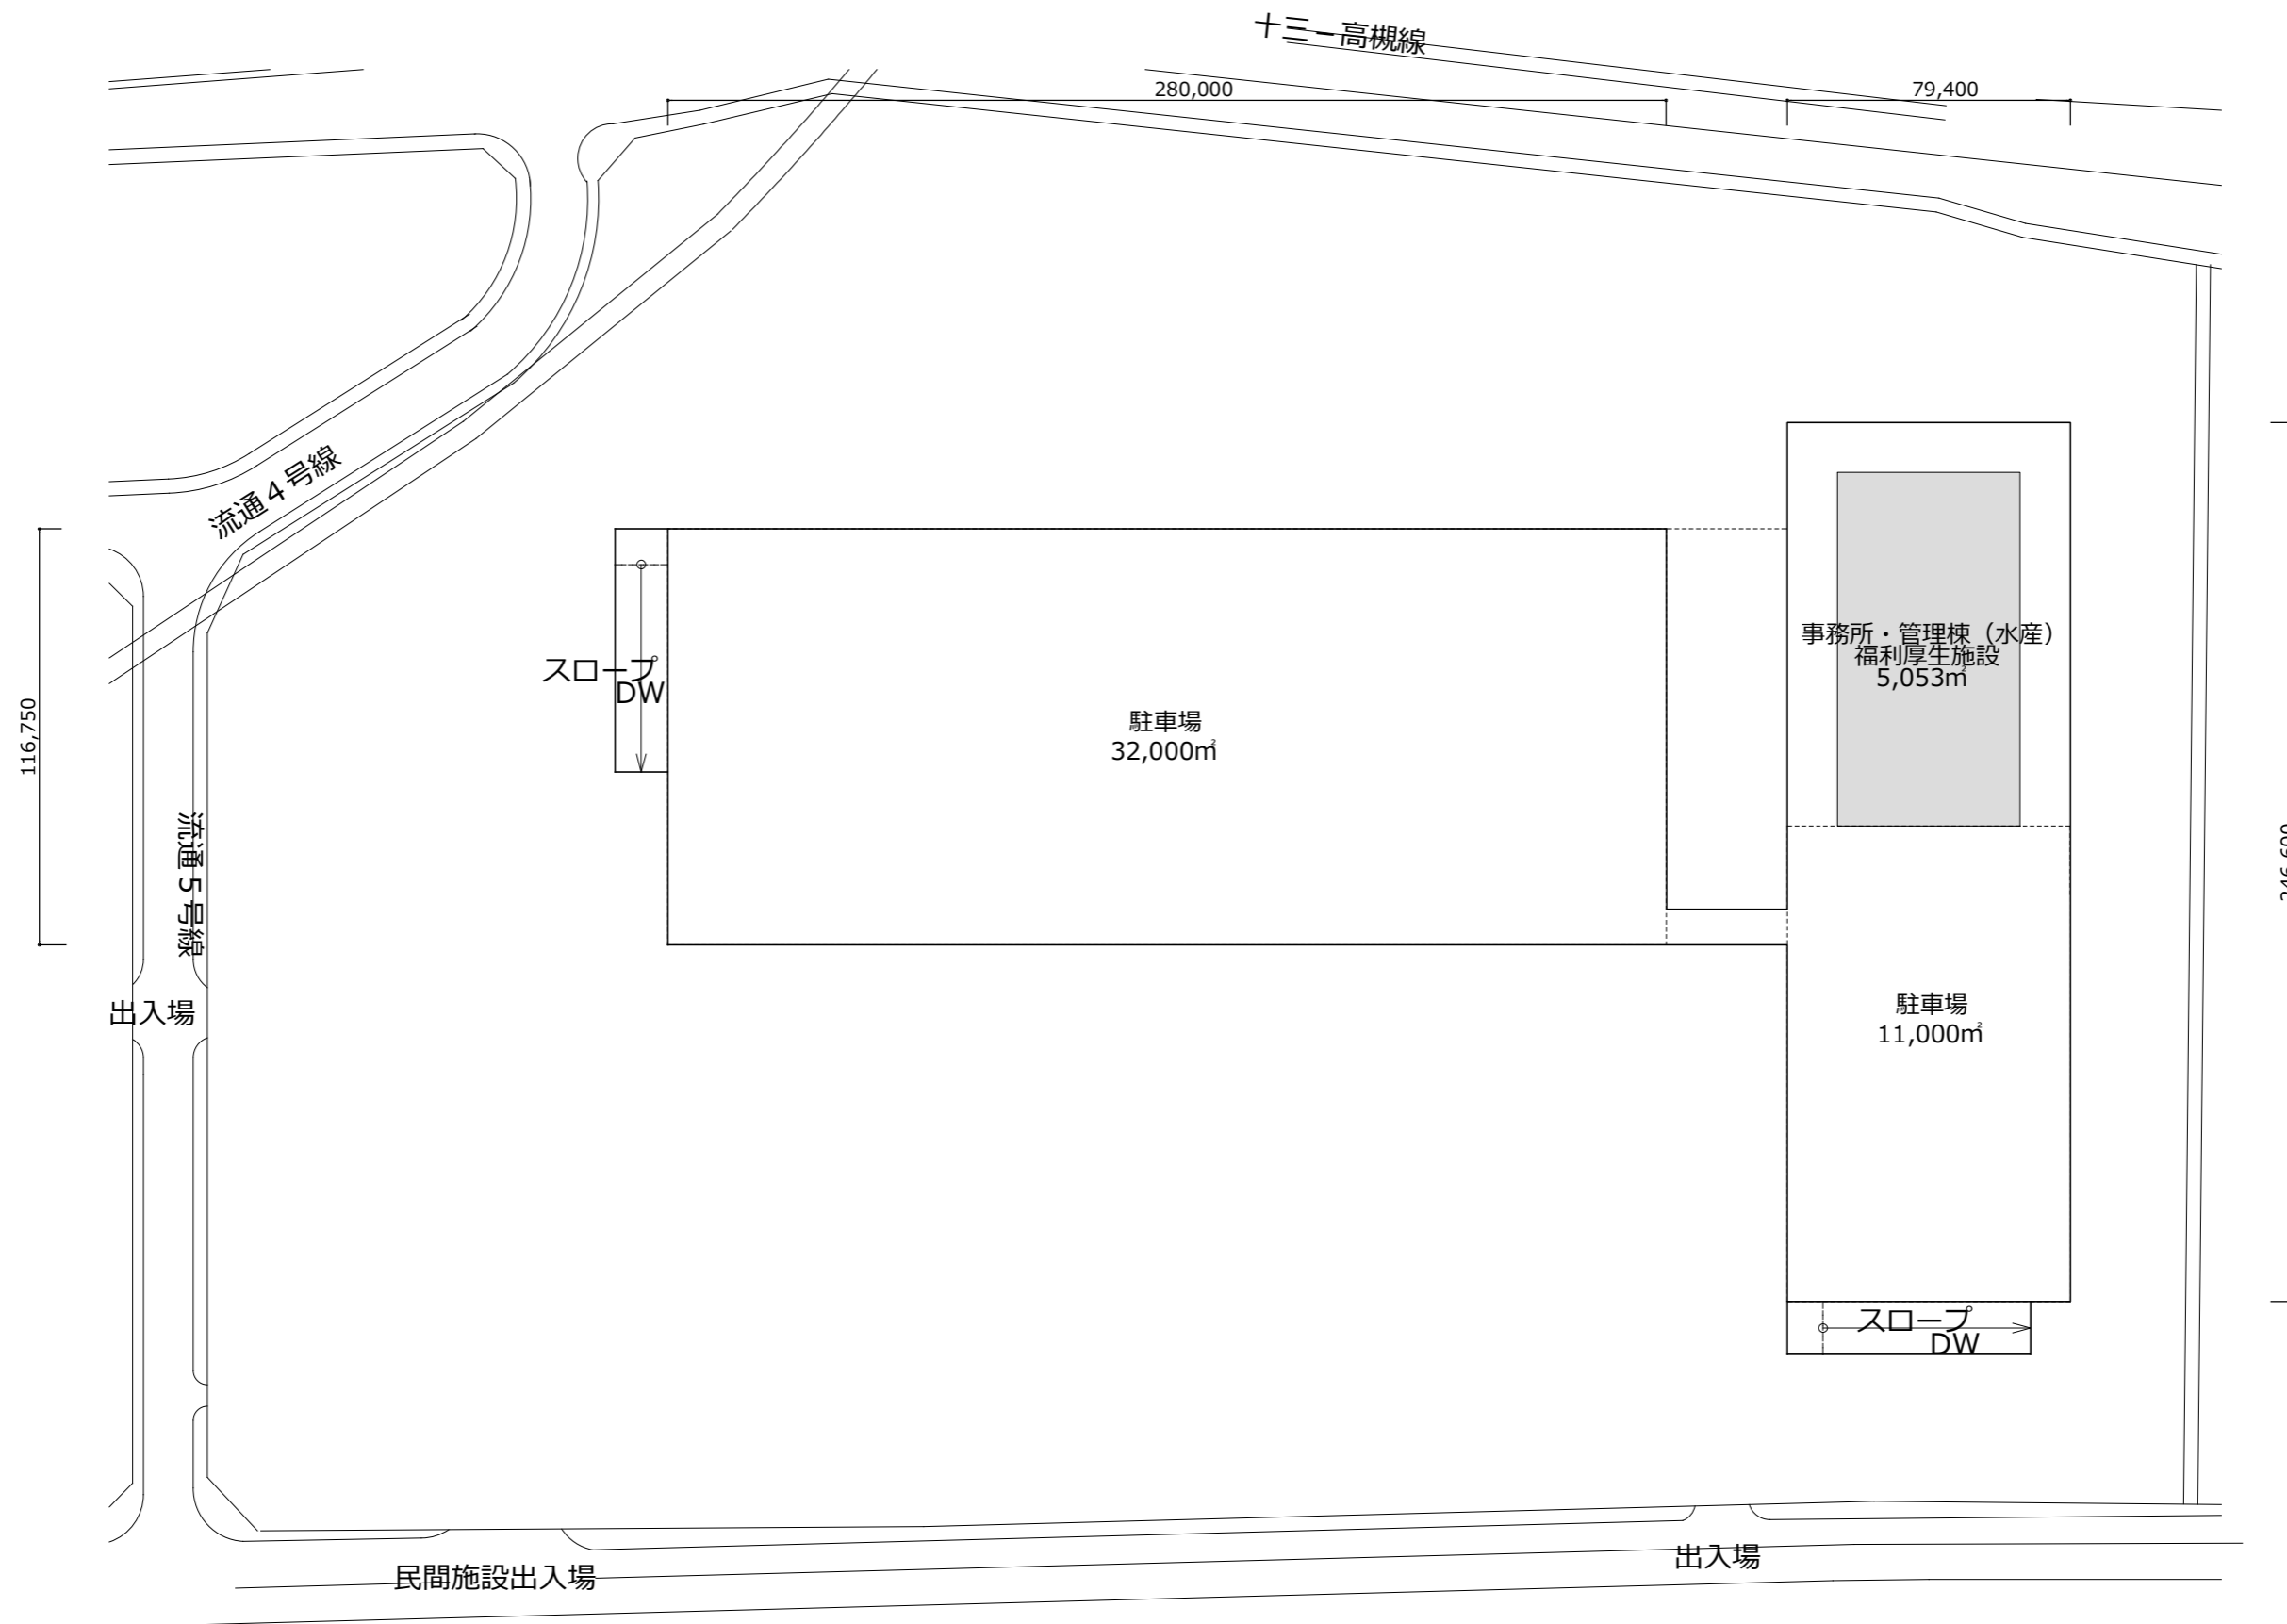 十三ー高槻線
280,000
79,400
流通４号線
事務所・管理棟（水産）
福利厚生施設
5,053㎡
スロープ
DW
116,750
駐車場
32,000㎡
流通５号線
出入場
駐車場
11,000㎡
スロープ
DW
出入場
民間施設出入場